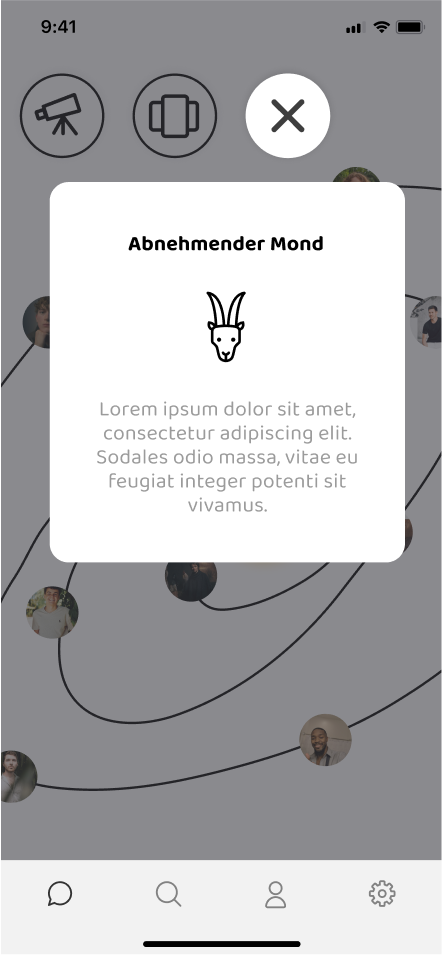 9:41
Abnehmender Mond
Lorem ipsum dolor sit amet,
consectetur adipiscing elit.
Sodales odio massa, vitae eu
feugiat integer potenti sit
vivamus.